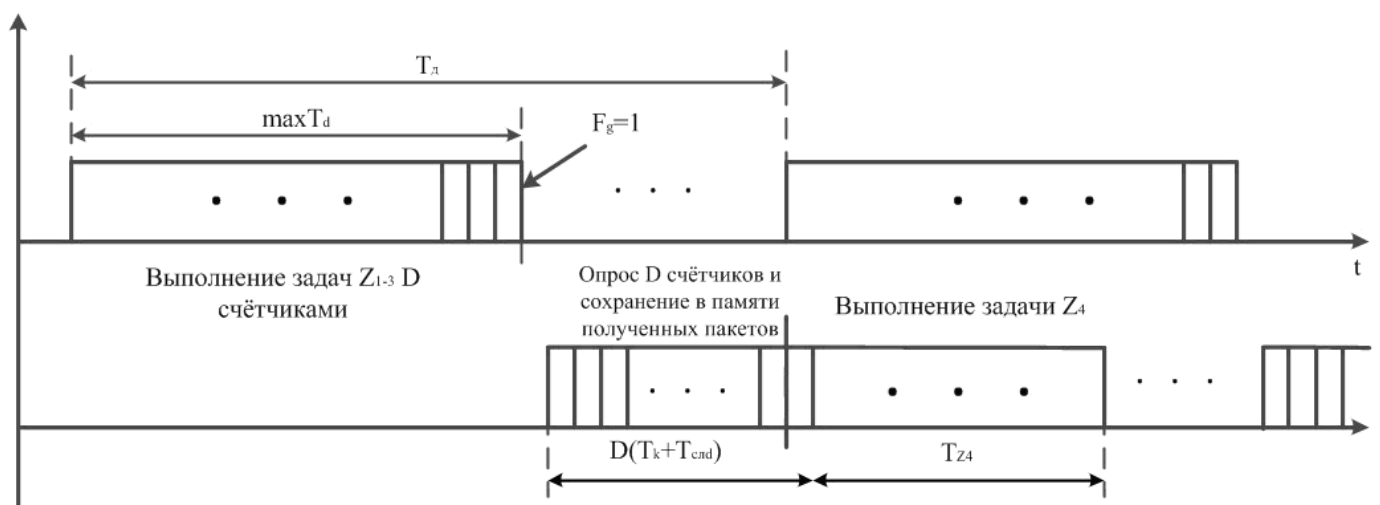 Tд
maxTd
Fg=1
. . .
t
Выполнение задач Z1-3 D
счётчиками
Опрос D счётчиков и
сохранение в памяти
полученных пакетов
Выполнение задачи Z4
D(Tk+Tслd)
TZ4